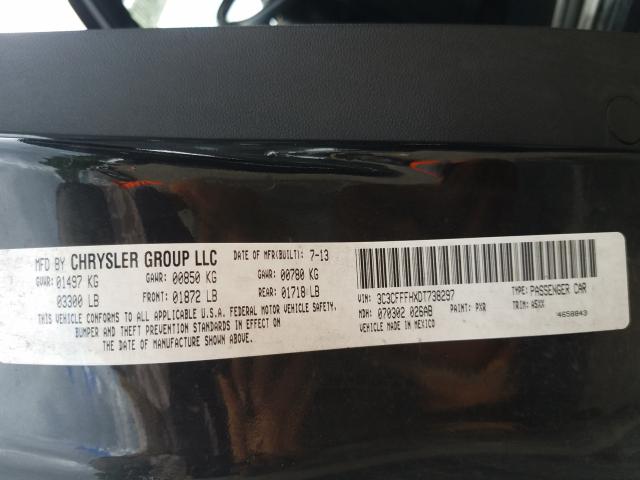 MFD BY CHRYSLER GROUP LLC DATE OF MFR(BUILT): 7-13
GVWR: 01497 KG GAWR: 00850 KG GAWR: 00780 KG
03300 LB FRONT: 01872 LB REAR: 01718 LB
THIS VEHICLE CONFORMS TO ALL APPLICABLE U.S.A. FEDERAL MOTOR VEHICLE SAFETY,
BUMPER AND THEFT PREVENTION STANDARDS IN EFFECT ON
THE DATE OF MANUFACTURE SHOWN ABOVE.
VIN: 3C3CFFFHXDT738297 TYPE: PASSENGER CAR
MDH: 070302 026AB PAINT: PXR TRIM: A5XX
VEHICLE MADE IN MEXICO 4658843